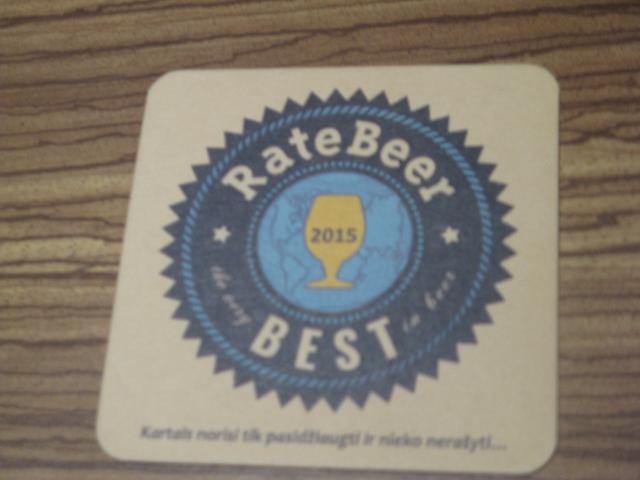 RateBeer
2015
the very
BEST
in beer
Kartais norisi tik pasidžiaugti ir nieko nerašyti...